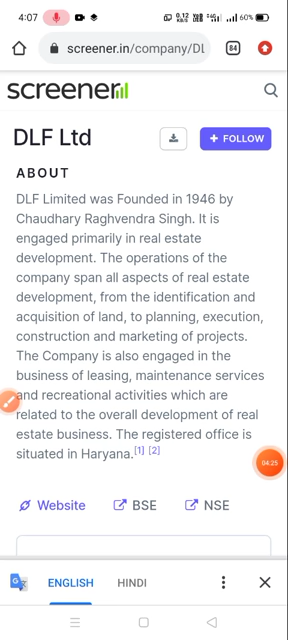 4:07
0.12 KB/S
60%
screener.in/company/DL
84
screener
DLF Ltd
+ FOLLOW
ABOUT
DLF Limited was Founded in 1946 by
Chaudhary Raghvendra Singh. It is
engaged primarily in real estate
development. The operations of the
company span all aspects of real estate
development, from the identification and
acquisition of land, to planning, execution,
construction and marketing of projects.
The Company is also engaged in the
business of leasing, maintenance services
and recreational activities which are
related to the overall development of real
estate business. The registered office is
situated in Haryana.[1] [2]
04:25
Website BSE NSE
ENGLISH HINDI